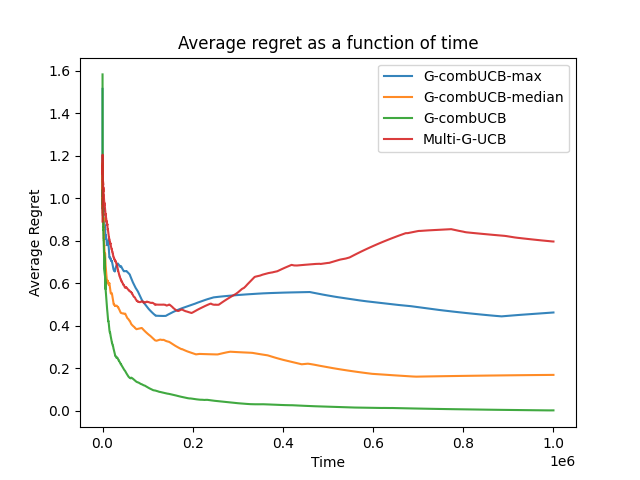 Average regret as a function of time
G-combUCB-max
G-combUCB-median
G-combUCB
Multi-G-UCB
Average Regret
1.6
1.4
1.2
1.0
0.8
0.6
0.4
0.2
0.0
0.0 0.2 0.4 0.6 0.8 1.0
1e6
Time